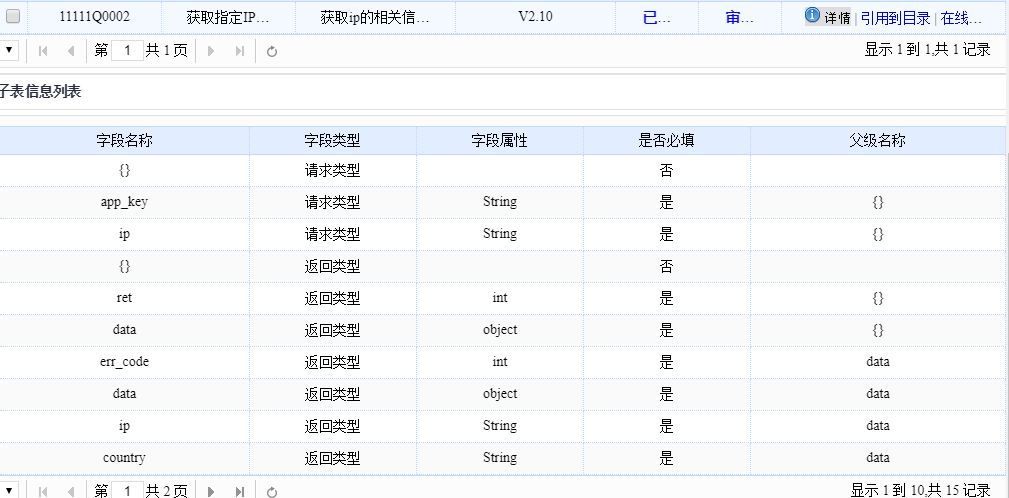 11111Q0002 获取指定IP... 获取ip的相关信... V2.10 已... 审... 详情 | 引用到目录 | 在线...
第 1 共 1 页 显示 1 到 1,共 1 记录
子表信息列表
字段名称 字段类型 字段属性 是否必填 父级名称
{} 请求类型 否
app_key 请求类型 String 是 {}
ip 请求类型 String 是 {}
{} 返回类型 否
ret 返回类型 int 是 {}
data 返回类型 object 是 {}
err_code 返回类型 int 是 data
data 返回类型 object 是 data
ip 返回类型 String 是 data
country 返回类型 String 是 data
第 1 共 2 页 显示 1 到 10,共 15 记录